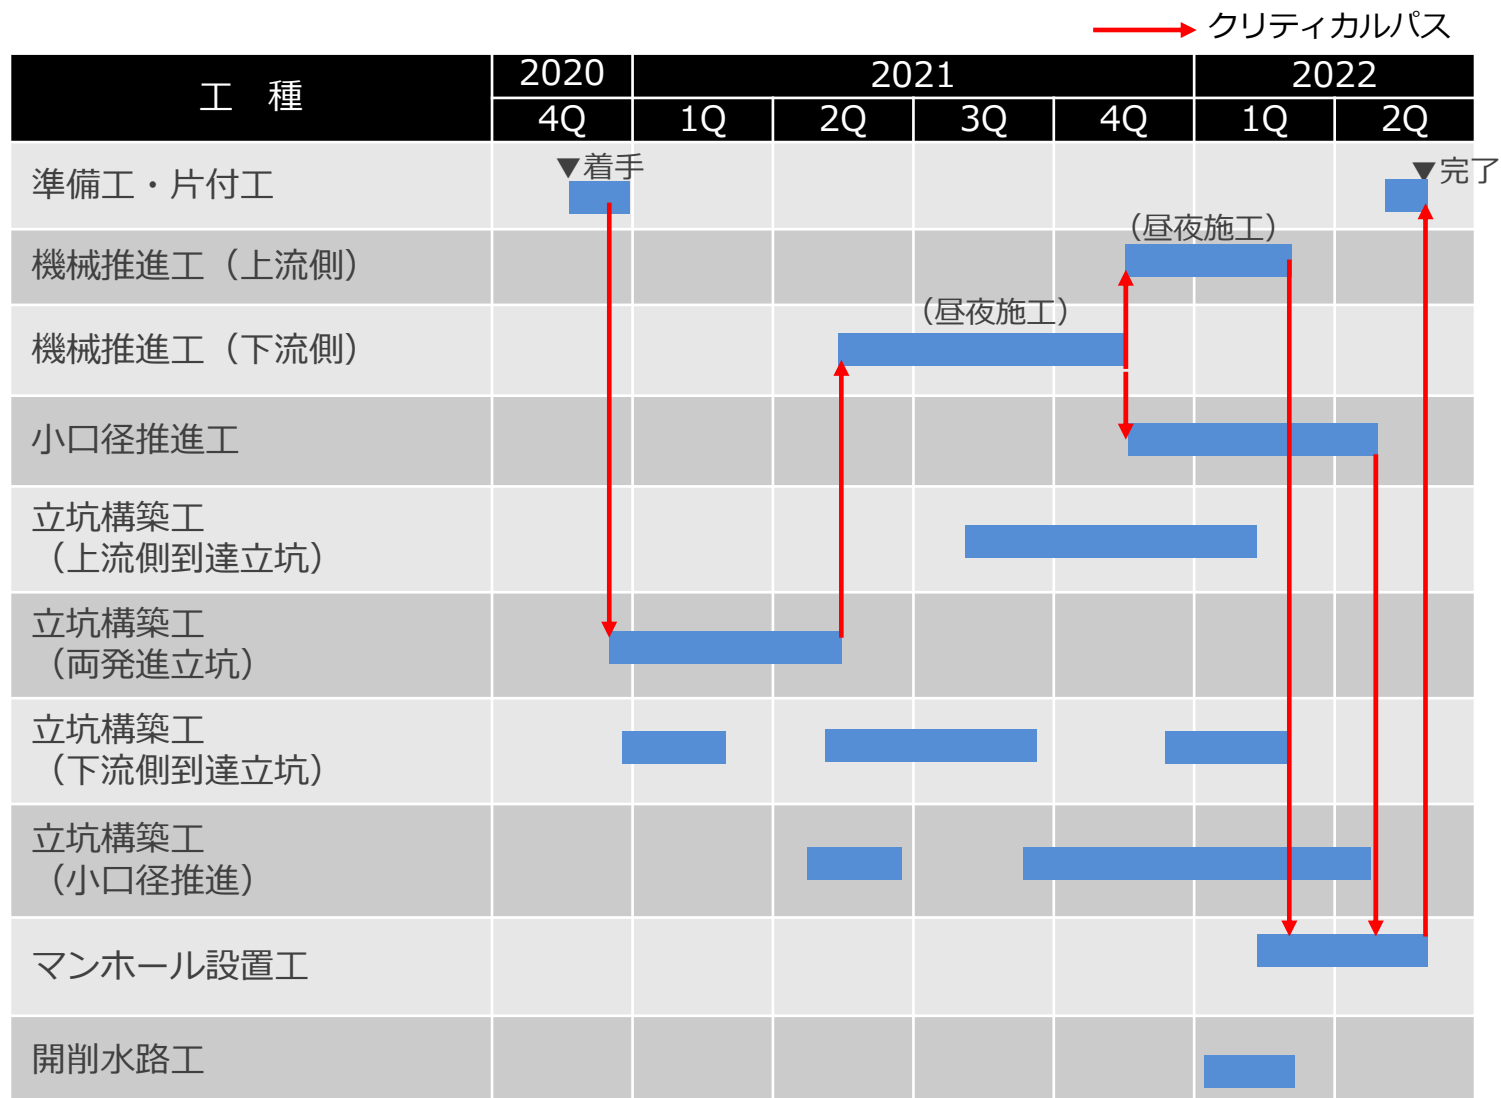 クリティカルパス
工　種
2020
2021
2022
4Q
1Q
2Q
3Q
4Q
1Q
2Q
準備工・片付工
▼着手
▼完了
機械推進工（上流側）
（昼夜施工）
機械推進工（下流側）
（昼夜施工）
小口径推進工
立坑構築工
（上流側到達立坑）
立坑構築工
（両発進立坑）
立坑構築工
（下流側到達立坑）
立坑構築工
（小口径推進）
マンホール設置工
開削水路工